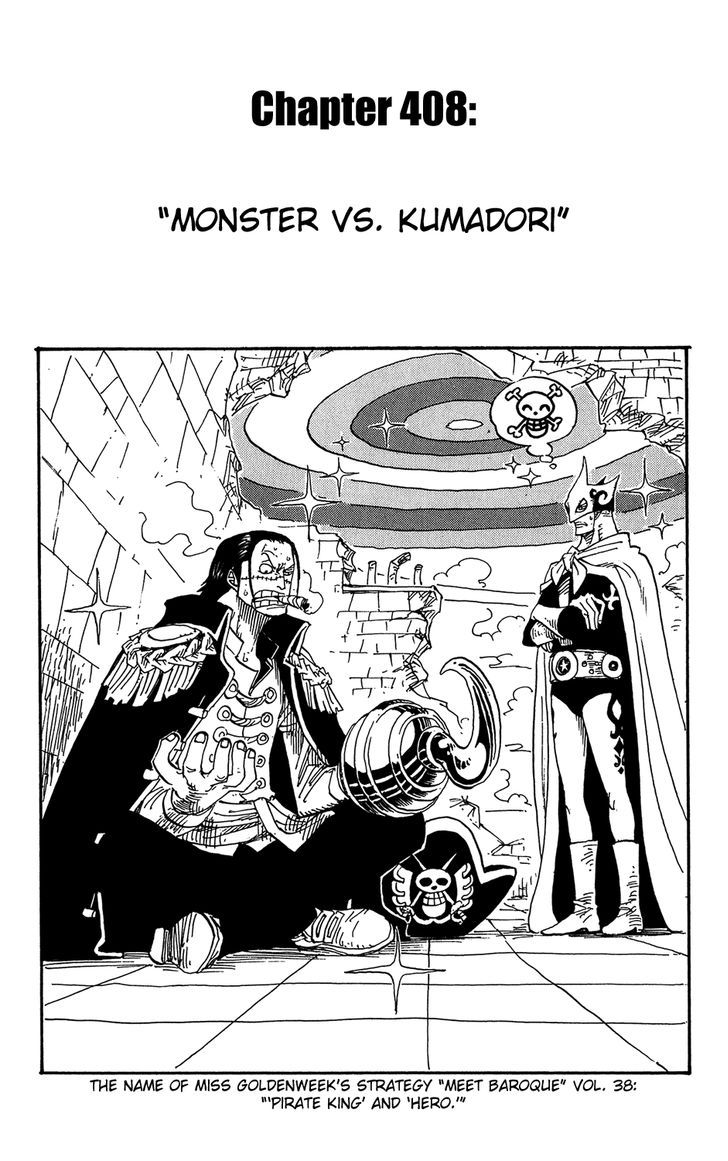 Chapter 408:
"MONSTER VS. KUMADORI"
THE NAME OF MISS GOLDENWEEK'S STRATEGY "MEET BAROQUE" VOL. 38:
"'PIRATE KING' AND 'HERO.'"